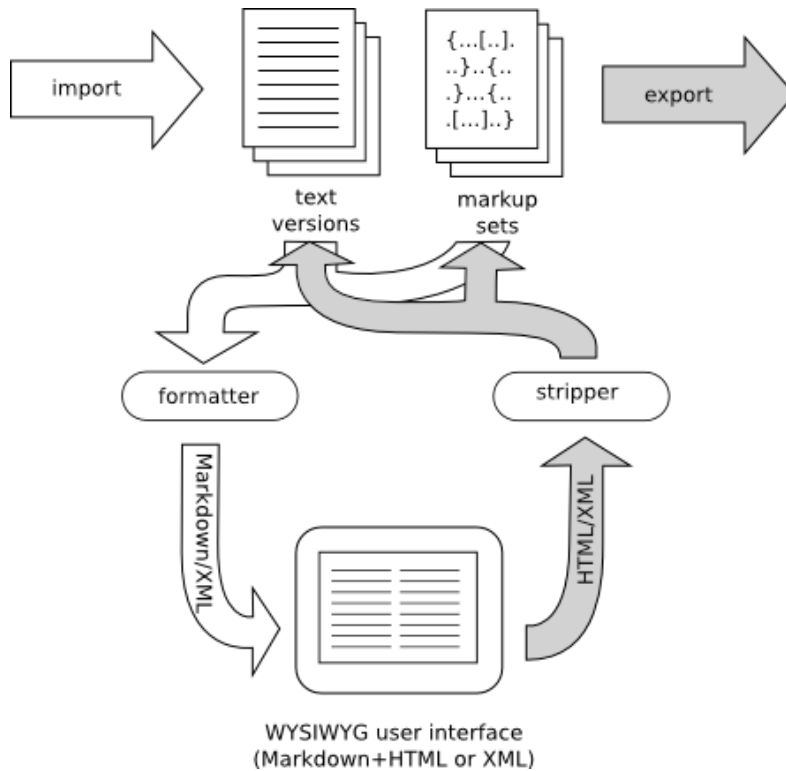 import
{...[..].
..}..{..
.}...{..
.[...]..}
export
text
versions
markup
sets
formatter
stripper
Markdown/XML
HTML/XML
WYSIWYG user interface
(Markdown+HTML or XML)